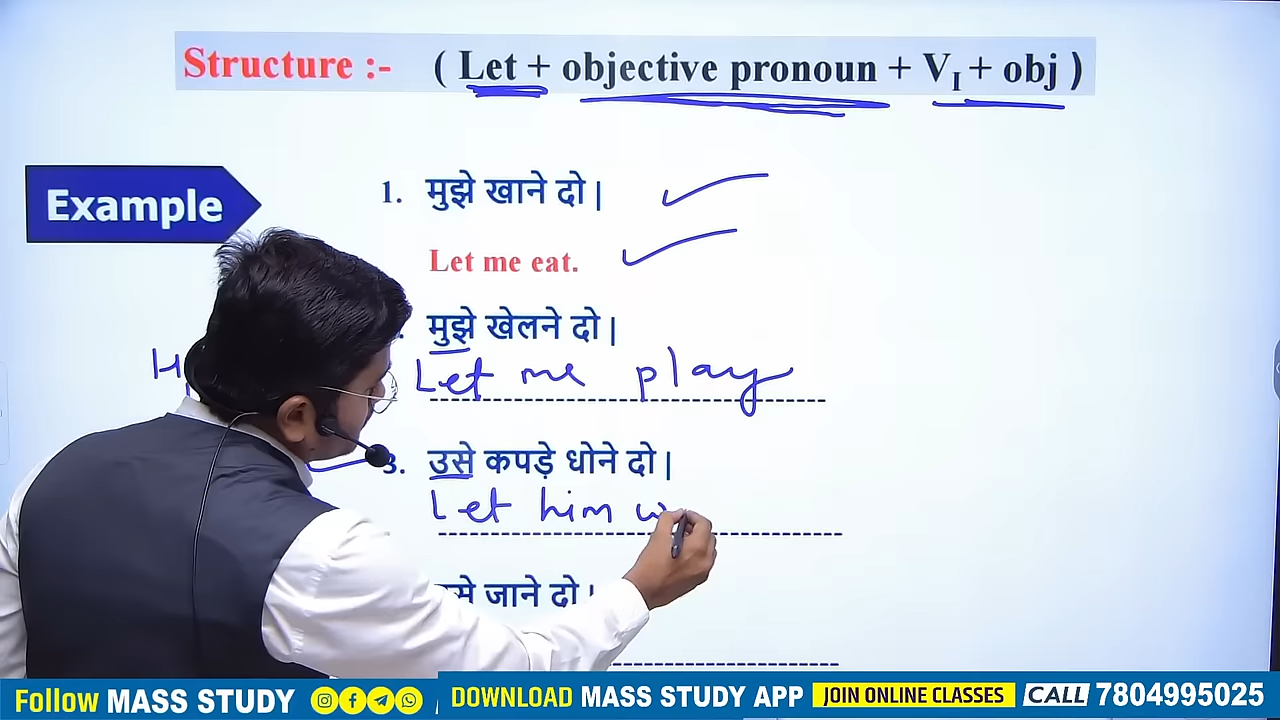 Structure :- ( Let + objective pronoun + V₁ + obj )
Example
1. मुझे खाने दो |
Let me eat.
मुझे खेलने दो |
Let me play
3. उसे कपड़े धोने दो |
Let him w
जाने दो |
Follow MASS STUDY DOWNLOAD MASS STUDY APP JOIN ONLINE CLASSES CALL 7804995025